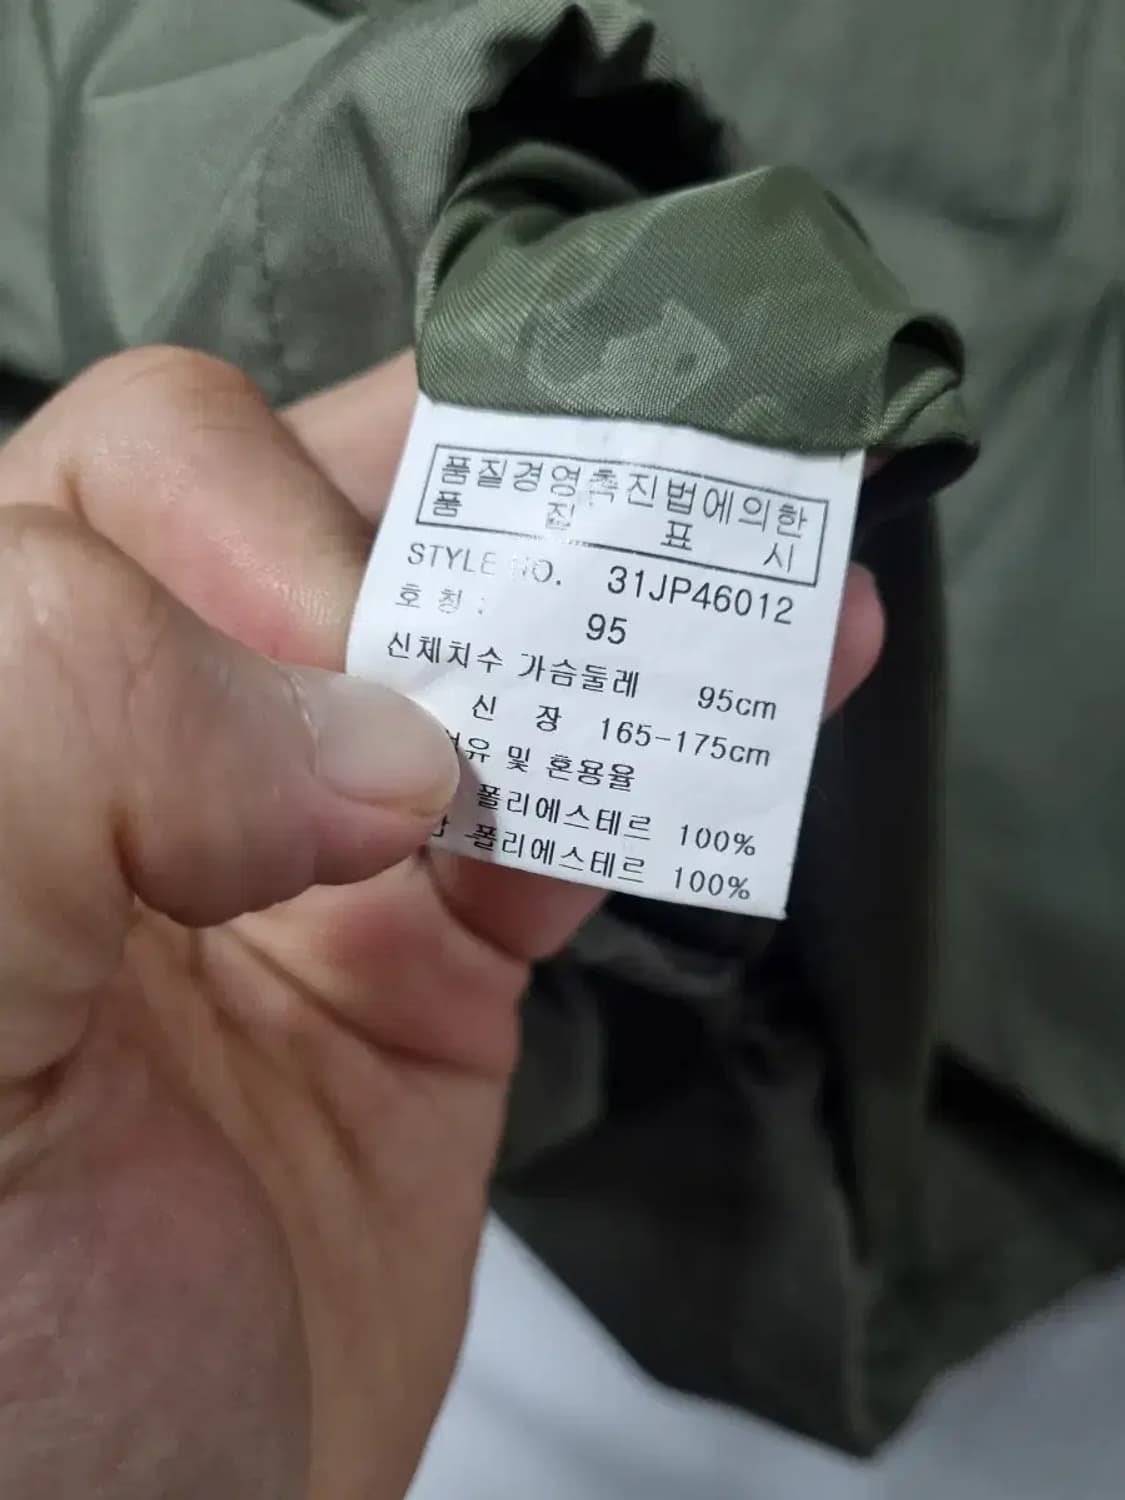 품질경영촉진법에의한
품 질 표 시
STYLE NO. 31JP46012
호 칭 : 95
신체치수 가슴둘레 95cm
신 장 165-175cm
및 혼용율
폴리에스테르 100%
폴리에스테르 100%